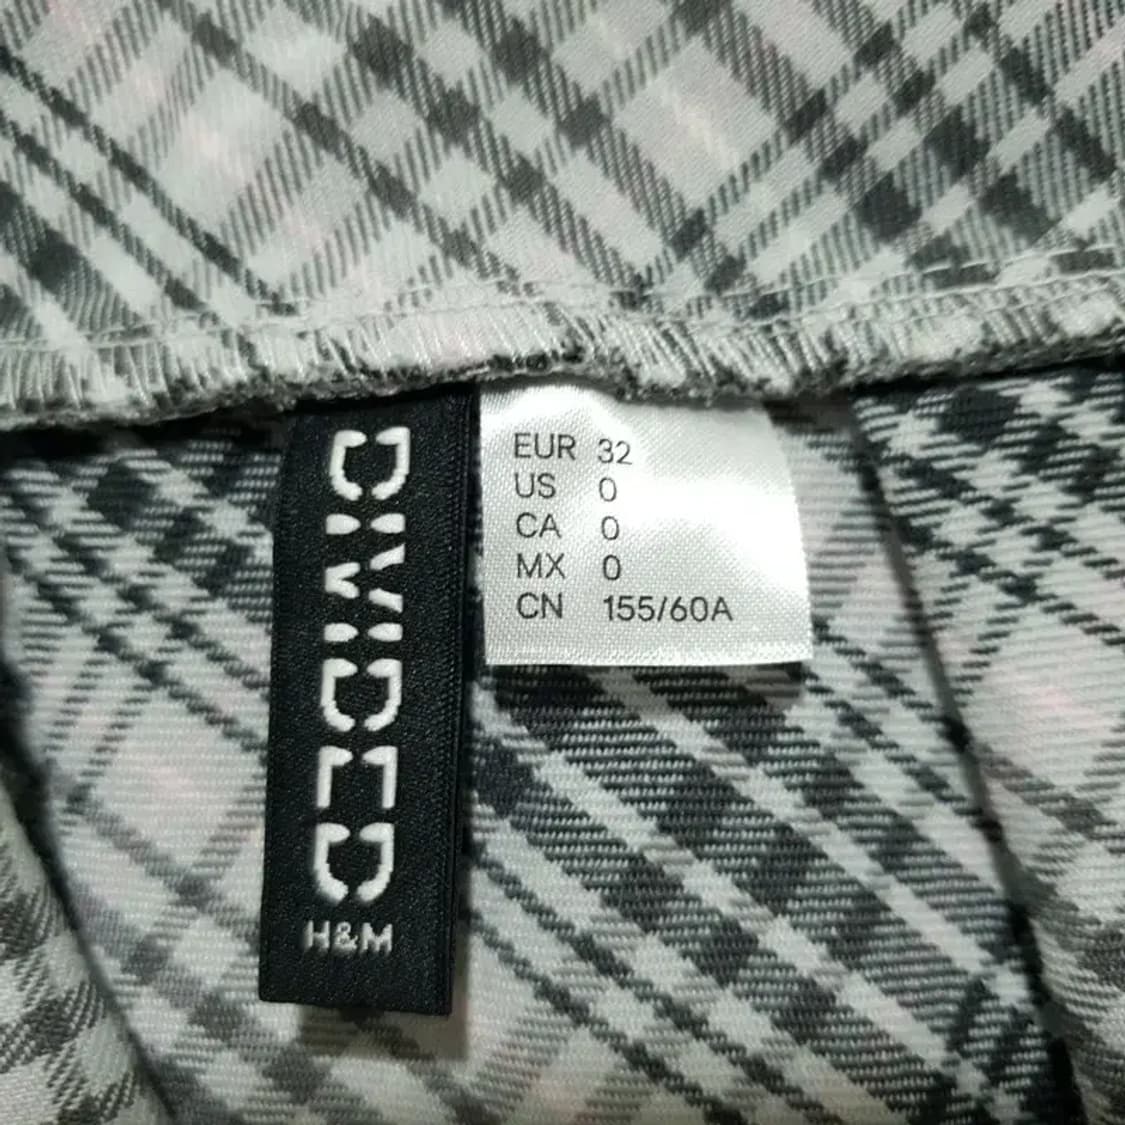 DIVIDED
H&M
EUR 32
US 0
CA 0
MX 0
CN 155/60A